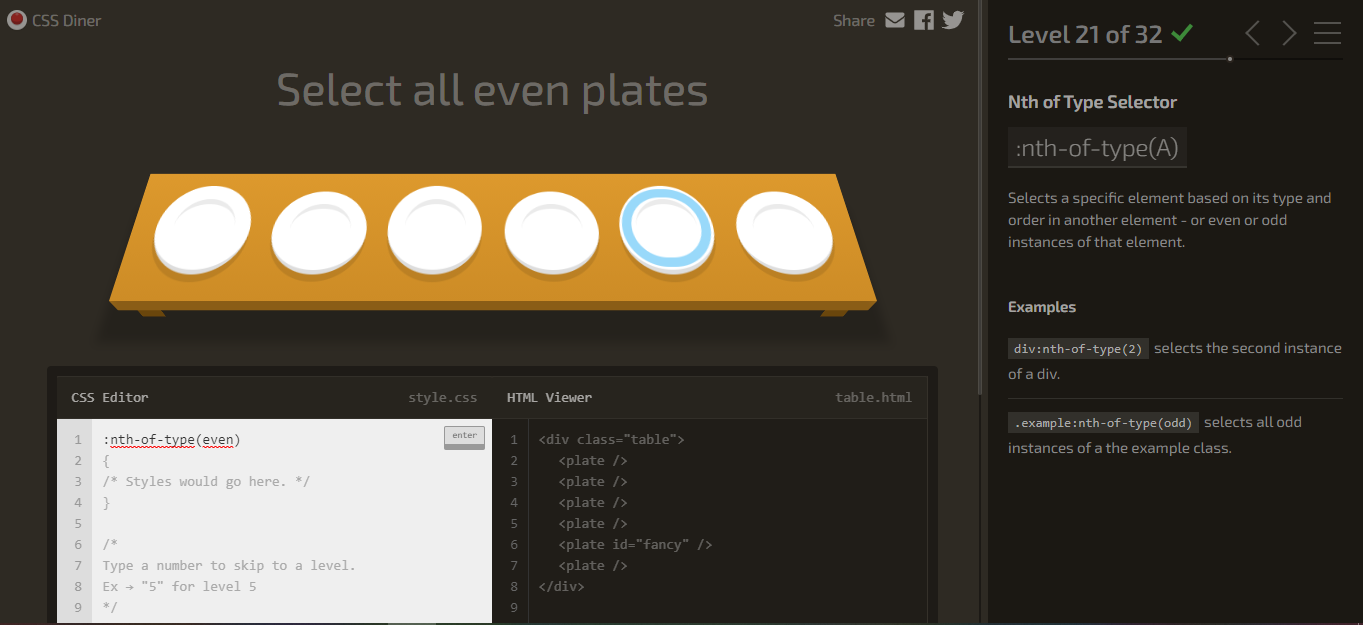 CSS Diner
Share
Select all even plates
CSS Editor
style.css
1 :nth-of-type(even)
enter
2 {
3 /* Styles would go here. */
4 }
5
6 /*
7 Type a number to skip to a level.
8 Ex → "5" for level 5
9 */
HTML Viewer
table.html
1 <div class="table">
2 <plate />
3 <plate />
4 <plate />
5 <plate />
6 <plate id="fancy" />
7 <plate />
8 </div>
9
Level 21 of 32
Nth of Type Selector
:nth-of-type(A)
Selects a specific element based on its type and
order in another element - or even or odd
instances of that element.
Examples
div:nth-of-type(2) selects the second instance
of a div.
.example:nth-of-type(odd) selects all odd
instances of a the example class.